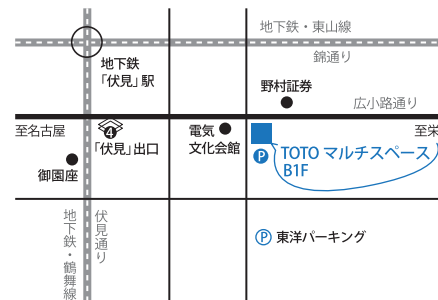 地下鉄・東山線
錦通り
地下鉄
「伏見」駅
野村証券
広小路通り
至名古屋
4
「伏見」出口
電気
文化会館
至栄
御園座
P
TOTO マルチスペース
B1F
地下鉄・鶴舞線
伏見通り
P 東洋パーキング